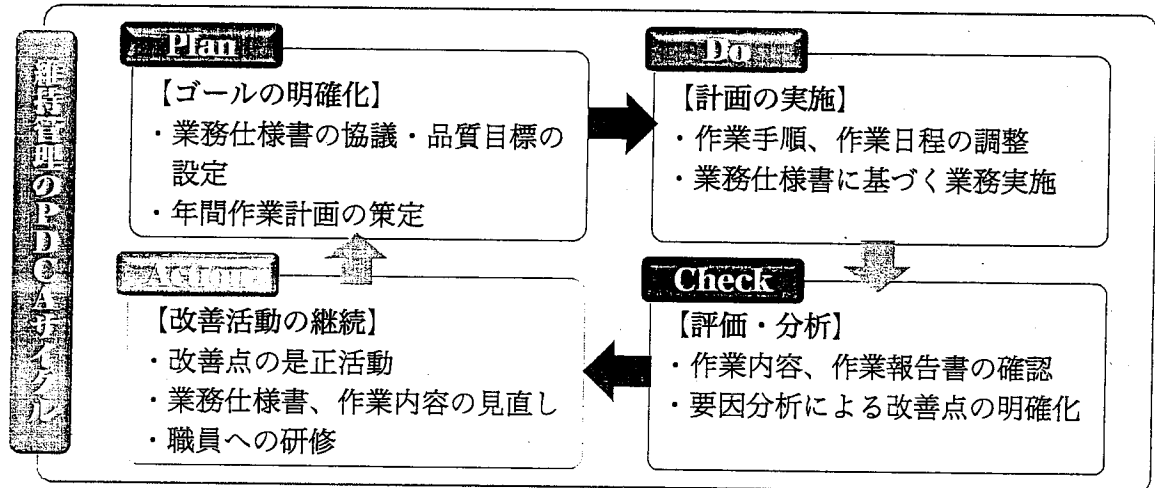 維持管理のPDCAサイクル
Plan
【ゴールの明確化】
・業務仕様書の協議・品質目標の
設定
・年間作業計画の策定
Do
【計画の実施】
・作業手順、作業日程の調整
・業務仕様書に基づく業務実施
Check
【評価・分析】
・作業内容、作業報告書の確認
・要因分析による改善点の明確化
Action
【改善活動の継続】
・改善点の是正活動
・業務仕様書、作業内容の見直し
・職員への研修